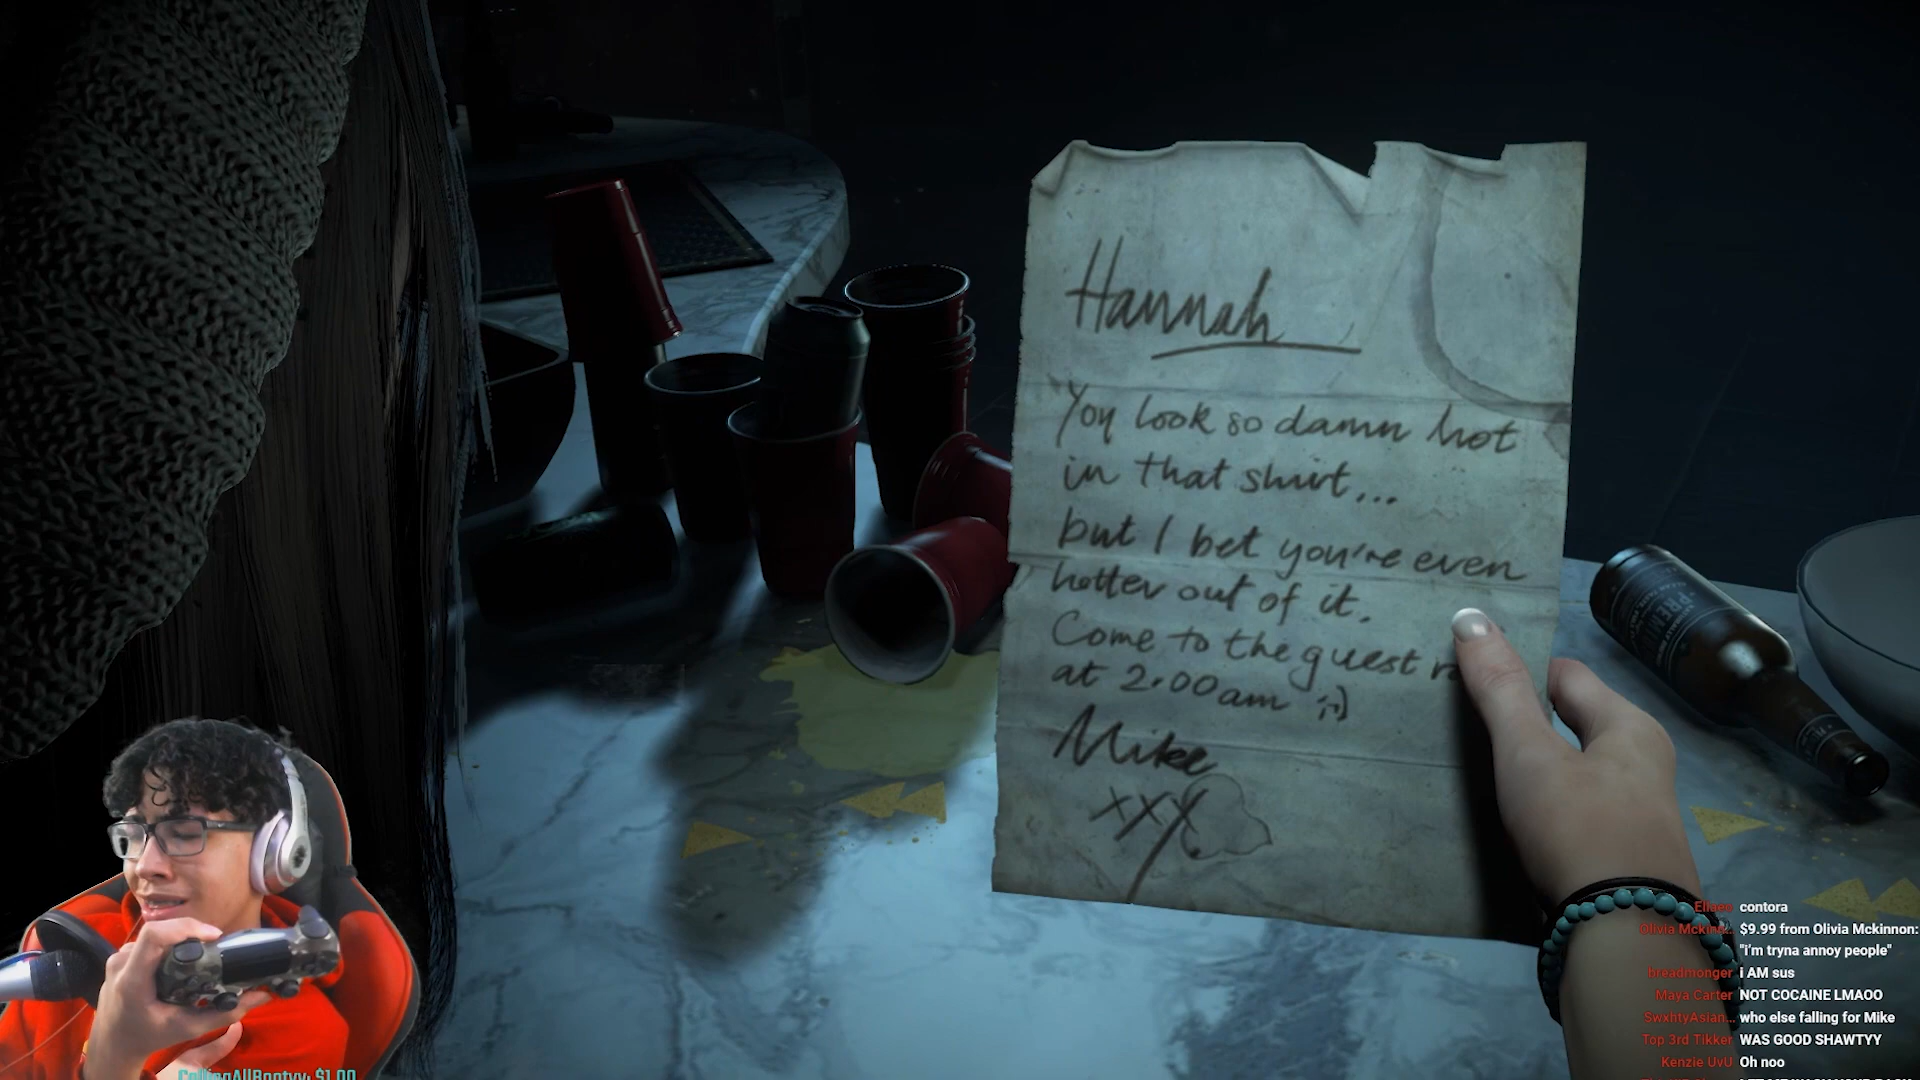 Hannah
You look so damn hot
in that shirt...
but I bet you're even
hotter out of it.
Come to the guest
at 2.00am ;)
Mike
xxx
contora
Olivia Mckin... $9.99 from Olivia Mckinnon:
"i'm tryna annoy people"
breadmonger i AM sus
Maya Carter NOT COCAINE LMAOO
SwxhtyAsian... who else falling for Mike
Top 3rd Tikker WAS GOOD SHAWTYY
Kenzie UvU Oh noo